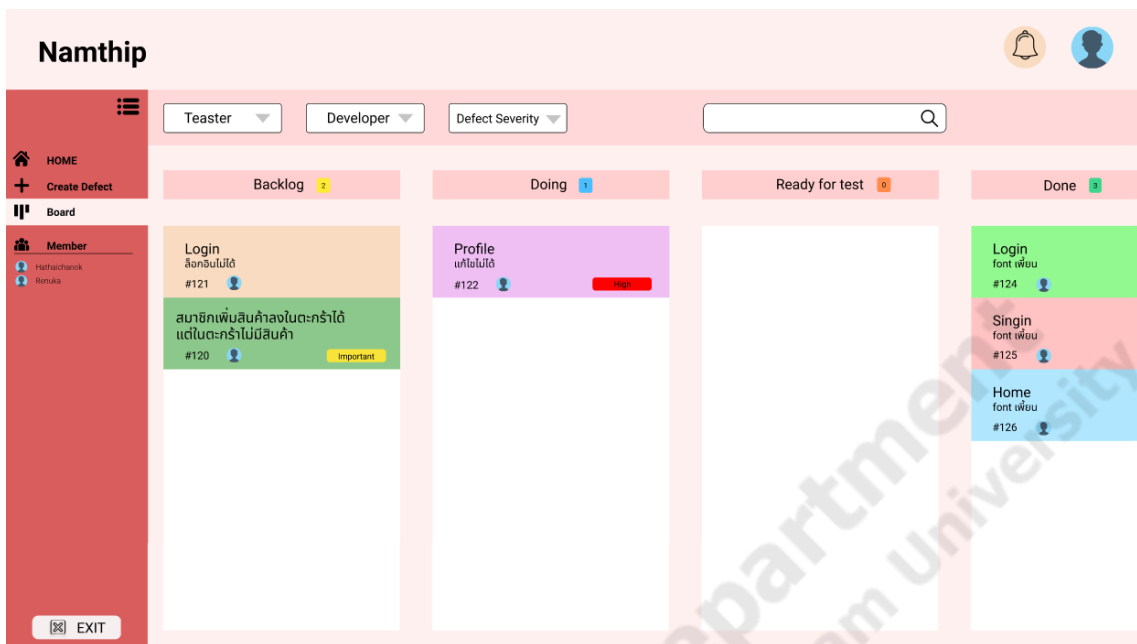 Namthip
Teaster
Developer
Defect Severity
HOME
Create Defect
Board
Member
Hathaichanok
Renuka
EXIT
Backlog 2
Login
ล็อกอินไม่ได้
#121
สมาชิกเพิ่มสินค้าลงในตะกร้าได้
แต่ในตะกร้าไม่มีสินค้า
#120
Important
Doing 1
Profile
แก้ไขไม่ได้
#122
High
Ready for test 0
Done 3
Login
font เพี้ยน
#124
Singin
font เพี้ยน
#125
Home
font เพี้ยน
#126